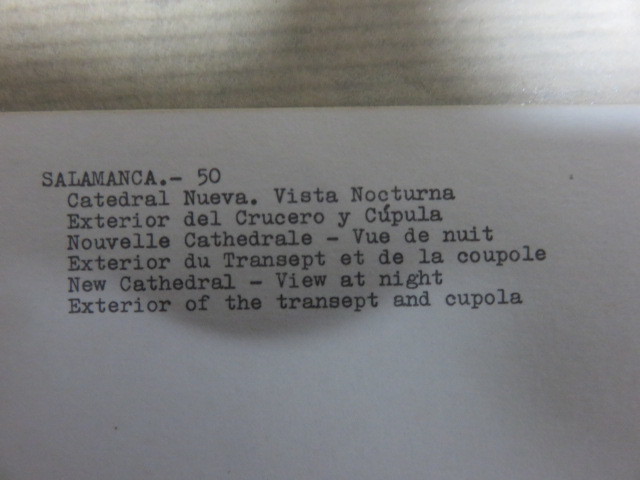 SALAMANCA.- 50
Catedral Nueva. Vista Nocturna
Exterior del Crucero y Cúpula
Nouvelle Cathedrale - Vue de nuit
Exterior du Transept et de la coupole
New Cathedral - View at night
Exterior of the transept and cupola